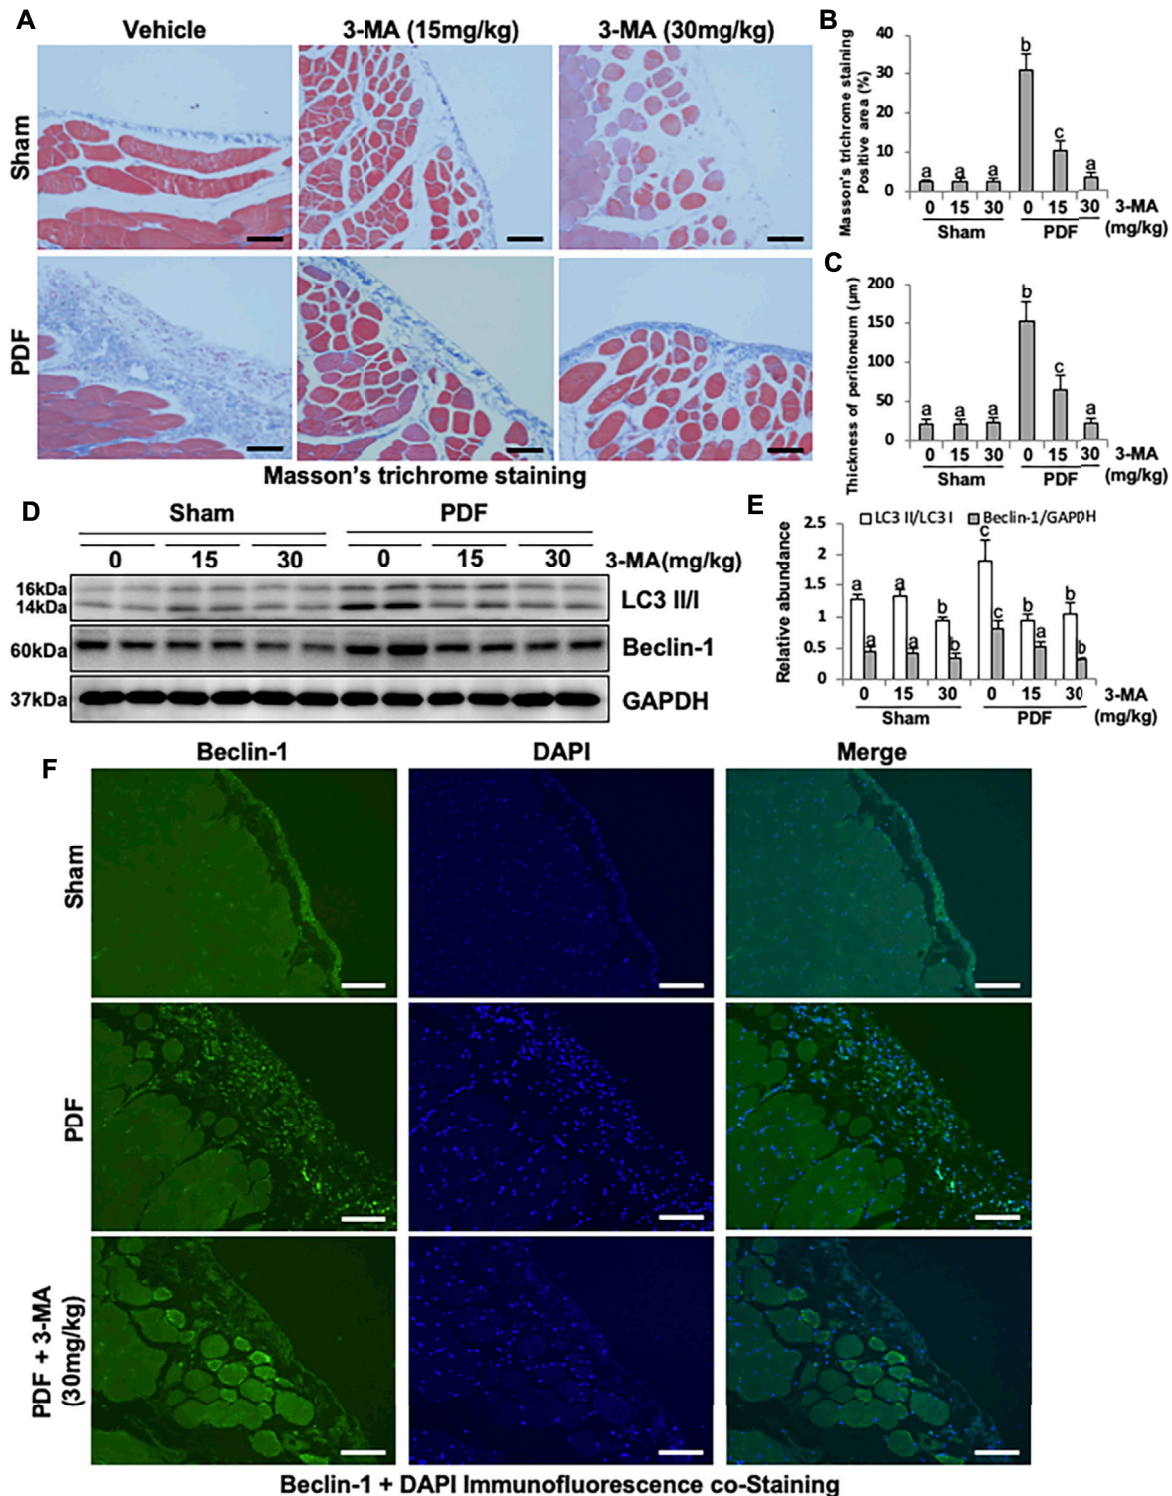 A
Vehicle 3-MA (15mg/kg) 3-MA (30mg/kg)
Sham
PDF
Masson's trichrome staining
B
Masson's trichrome staining
Positive area (%)
40
30
20
10
0
a a a b c a
0 15 30 0 15 30 3-MA
Sham PDF (mg/kg)
C
Thickness of peritoneum (μm)
200
150
100
50
0
a a a b c a
0 15 30 0 15 30 3-MA
Sham PDF (mg/kg)
D
Sham PDF
0 15 30 0 15 30 3-MA(mg/kg)
16kDa
14kDa
LC3 II/I
60kDa
Beclin-1
37kDa
GAPDH
E
LC3 II/LC3 I Beclin-1/GAPDH
Relative abundance
2.5
2
1.5
1
0.5
0
a a a a b b c c b a b b
0 15 30 0 15 30 3-MA
Sham PDF (mg/kg)
F
Beclin-1 DAPI Merge
Sham
PDF
PDF + 3-MA
(30mg/kg)
Beclin-1 + DAPI Immunofluorescence co-Staining